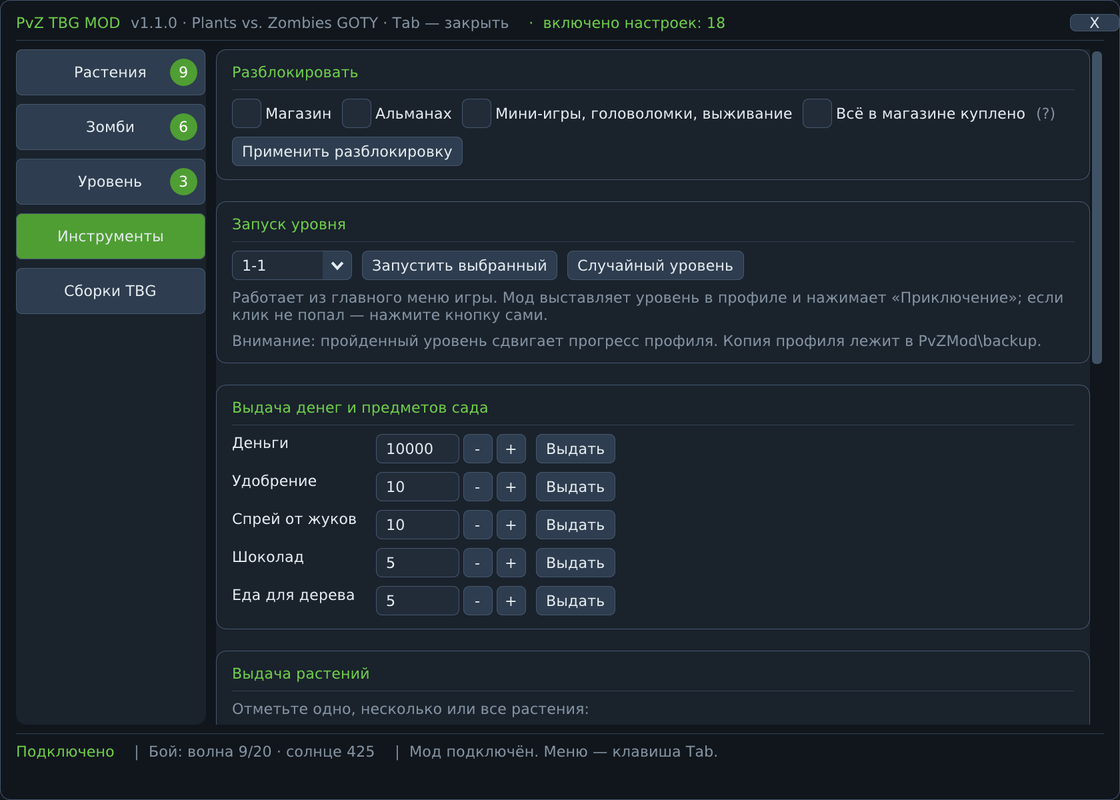 PvZ TBG MOD v1.1.0 · Plants vs. Zombies GOTY · Tab — закрыть · включено настроек: 18 X
Растения 9
Зомби 6
Уровень 3
Инструменты
Сборки TBG
Разблокировать
Магазин Альманах Мини-игры, головоломки, выживание Всё в магазине куплено (?)
Применить разблокировку
Запуск уровня
1-1 Запустить выбранный Случайный уровень
Работает из главного меню игры. Мод выставляет уровень в профиле и нажимает «Приключение»; если
клик не попал — нажмите кнопку сами.
Внимание: пройденный уровень сдвигает прогресс профиля. Копия профиля лежит в PvZMod\backup.
Выдача денег и предметов сада
Деньги 10000 - + Выдать
Удобрение 10 - + Выдать
Спрей от жуков 10 - + Выдать
Шоколад 5 - + Выдать
Еда для дерева 5 - + Выдать
Выдача растений
Отметьте одно, несколько или все растения:
Подключено | Бой: волна 9/20 · солнце 425 | Мод подключён. Меню — клавиша Tab.